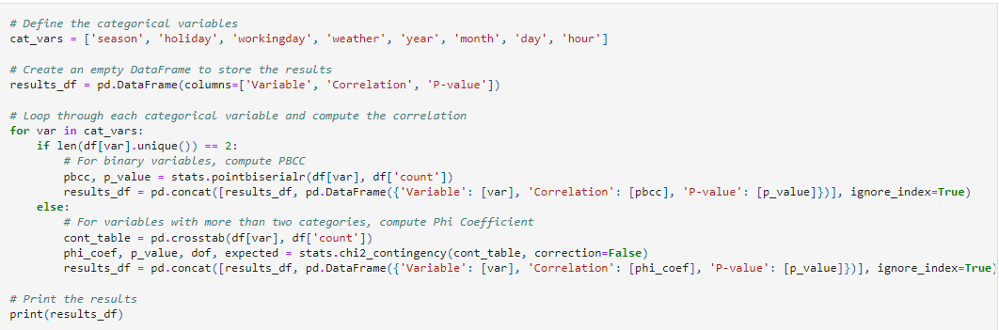 # Define the categorical variables
cat_vars = ['season', 'holiday', 'workingday', 'weather', 'year', 'month', 'day', 'hour']
# Create an empty DataFrame to store the results
results_df = pd.DataFrame(columns=['Variable', 'Correlation', 'P-value'])
# Loop through each categorical variable and compute the correlation
for var in cat_vars:
    if len(df[var].unique()) == 2:
        # For binary variables, compute PBCC
        pbcc, p_value = stats.pointbiserialr(df[var], df['count'])
        results_df = pd.concat([results_df, pd.DataFrame({'Variable': [var], 'Correlation': [pbcc], 'P-value': [p_value]})], ignore_index=True)
    else:
        # For variables with more than two categories, compute Phi Coefficient
        cont_table = pd.crosstab(df[var], df['count'])
        phi_coef, p_value, dof, expected = stats.chi2_contingency(cont_table, correction=False)
        results_df = pd.concat([results_df, pd.DataFrame({'Variable': [var], 'Correlation': [phi_coef], 'P-value': [p_value]})], ignore_index=True)
# Print the results
print(results_df)